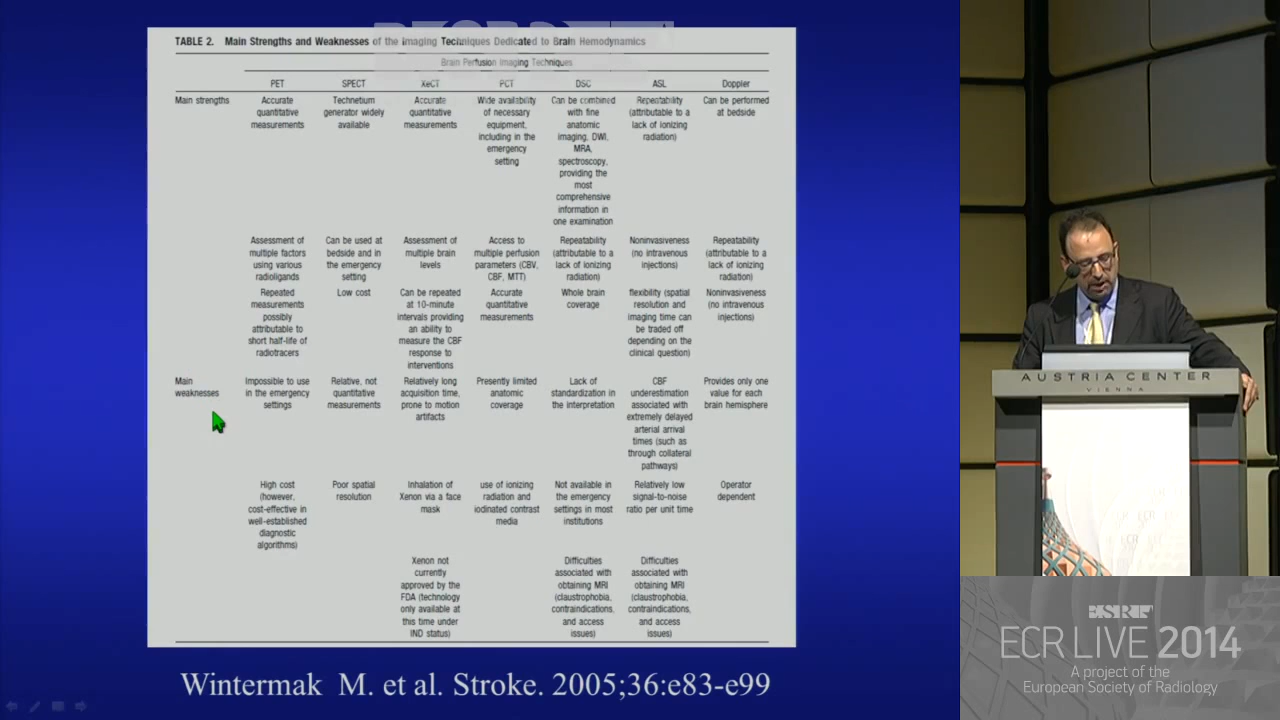 TABLE 2. Main Strengths and Weaknesses of the Imaging Techniques Dedicated to Brain Hemodynamics
Brain Perfusion Imaging Techniques
PET SPECT XeCT PCT DSC ASL Doppler
Main strengths
Accurate
quantitative
measurements
Technetium
generator widely
available
Accurate
quantitative
measurements
Wide availability
of necessary
equipment,
including in the
emergency
setting
Can be combined
with fine
anatomic
imaging, DWI,
MRA,
spectroscopy,
providing the
most
comprehensive
information in
one examination
Repeatability
(attributable to a
lack of ionizing
radiation)
Can be performed
at bedside
Assessment of
multiple factors
using various
radioligands
Can be used at
bedside and in
the emergency
setting
Assessment of
multiple brain
levels
Access to
multiple perfusion
parameters (CBV,
CBF, MTT)
Repeatability
(attributable to a
lack of ionizing
radiation)
Noninvasiveness
(no intravenous
injections)
Repeatability
(attributable to a
lack of ionizing
radiation)
Repeated
measurements
possibly
attributable to
short half-life of
radiotracers
Low cost
Can be repeated
at 10-minute
intervals providing
an ability to
measure the CBF
response to
interventions
Accurate
quantitative
measurements
Whole brain
coverage
flexibility (spatial
resolution and
imaging time can
be traded off
depending on the
clinical question)
Noninvasiveness
(no intravenous
injections)
Main
weaknesses
Impossible to use
in the emergency
settings
Relative, not
quantitative
measurements
Relatively long
acquisition time,
prone to motion
artifacts
Presently limited
anatomic
coverage
Lack of
standardization in
the interpretation
CBF
underestimation
associated with
extremely delayed
arterial arrival
times (such as
through collateral
pathways)
Provides only one
value for each
brain hemisphere
High cost
(however,
cost-effective in
well-established
diagnostic
algorithms)
Poor spatial
resolution
Inhalation of
Xenon via a face
mask
use of ionizing
radiation and
iodinated contrast
media
Not available in
the emergency
settings in most
institutions
Relatively low
signal-to-noise
ratio per unit time
Operator
dependent
Xenon not
currently
approved by the
FDA (technology
only available at
this time under
IND status)
Difficulties
associated with
obtaining MRI
(claustrophobia,
contraindications,
and access
issues)
Difficulties
associated with
obtaining MRI
(claustrophobia,
contraindications,
and access
issues)
Wintermak M. et al. Stroke. 2005;36:e83-e99
AUSTRIA CENTER
VIENNA
ESR
ECR LIVE 2014
A project of the
European Society of Radiology